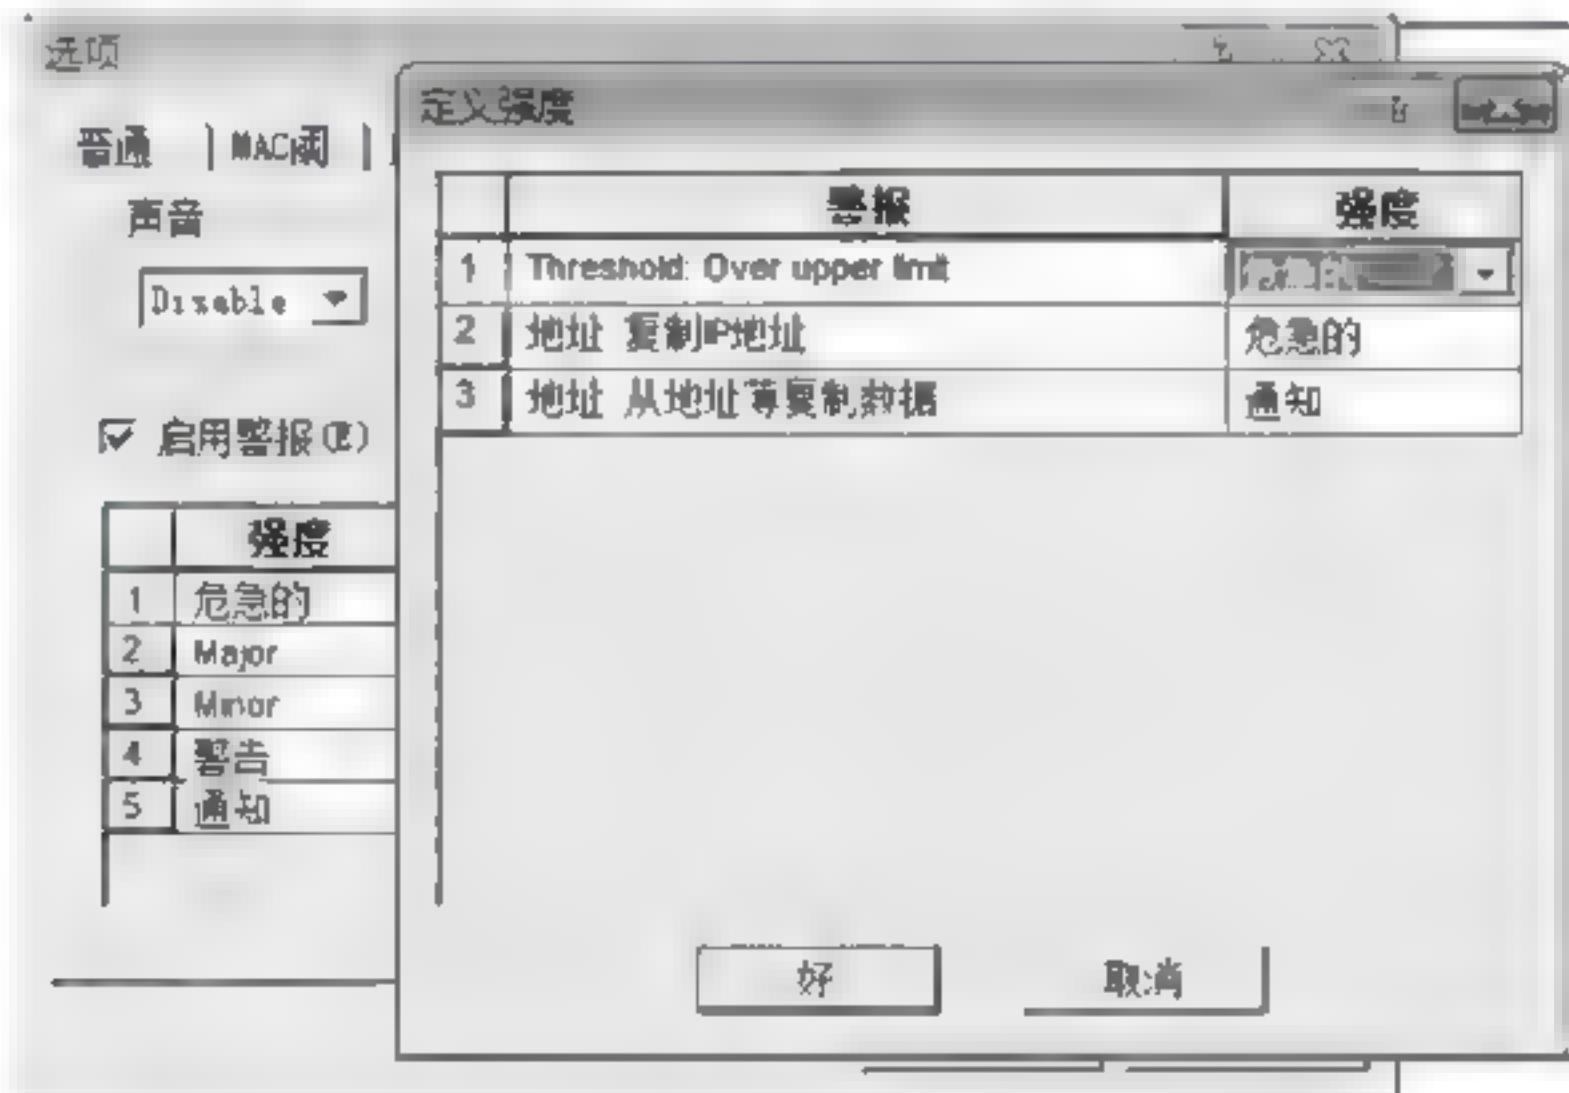 选项
普通 MAC阈
声音
Disable
启用警报(E)
强度
1 危急的
2 Major
3 Minor
4 警告
5 通知
定义强度
警报 强度
1 Threshold: Over upper limit 危急的
2 地址 复制IP地址 危急的
3 地址 从地址等复制数据 通知
好 取消